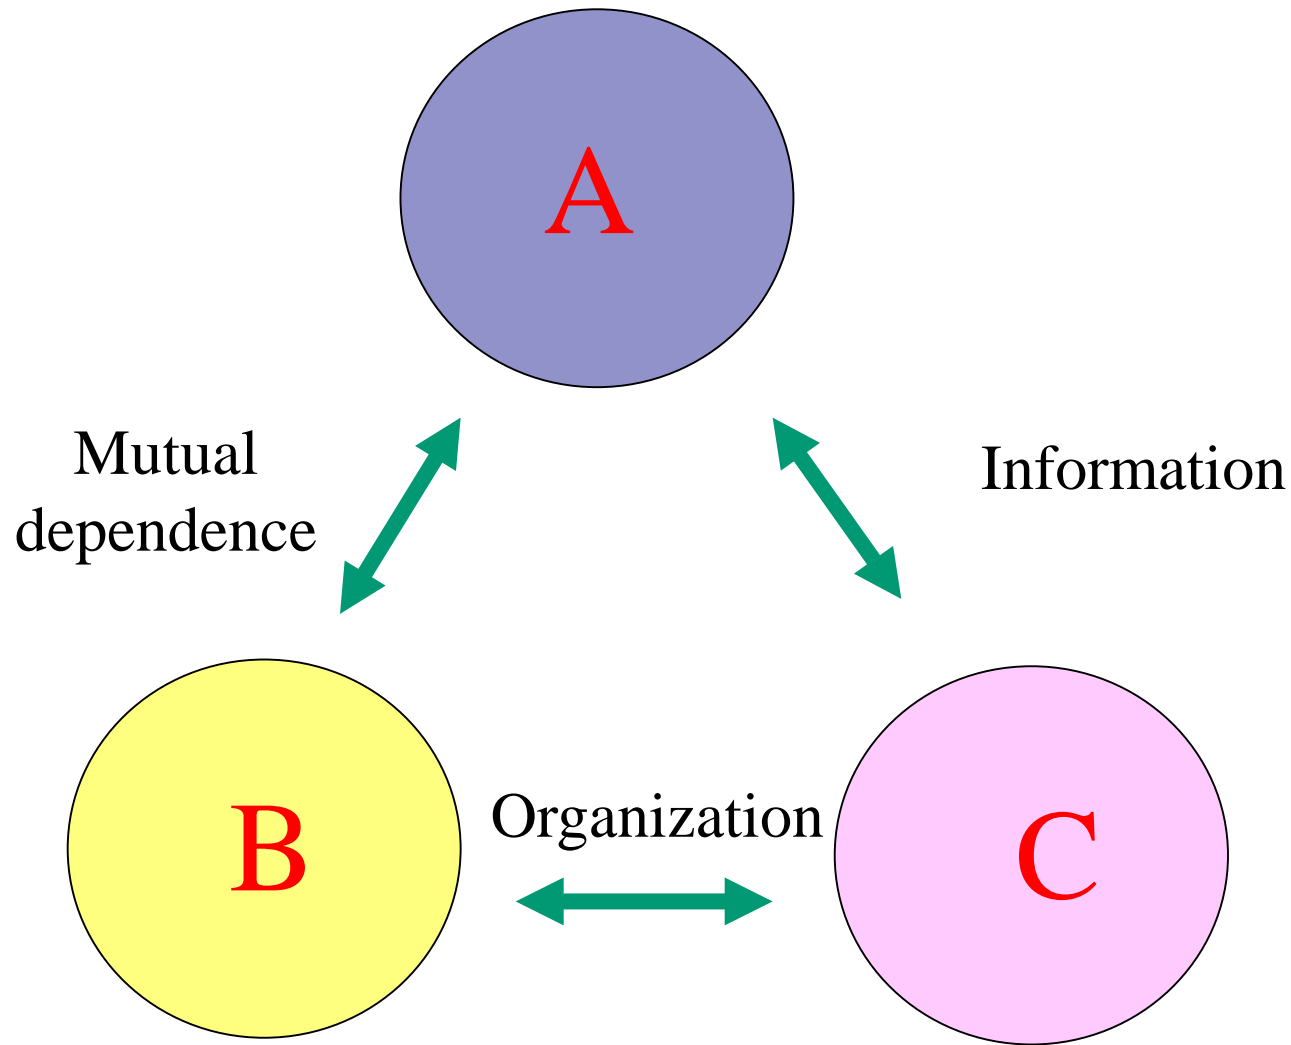 A
Mutual
dependence
Information
Organization
B
C